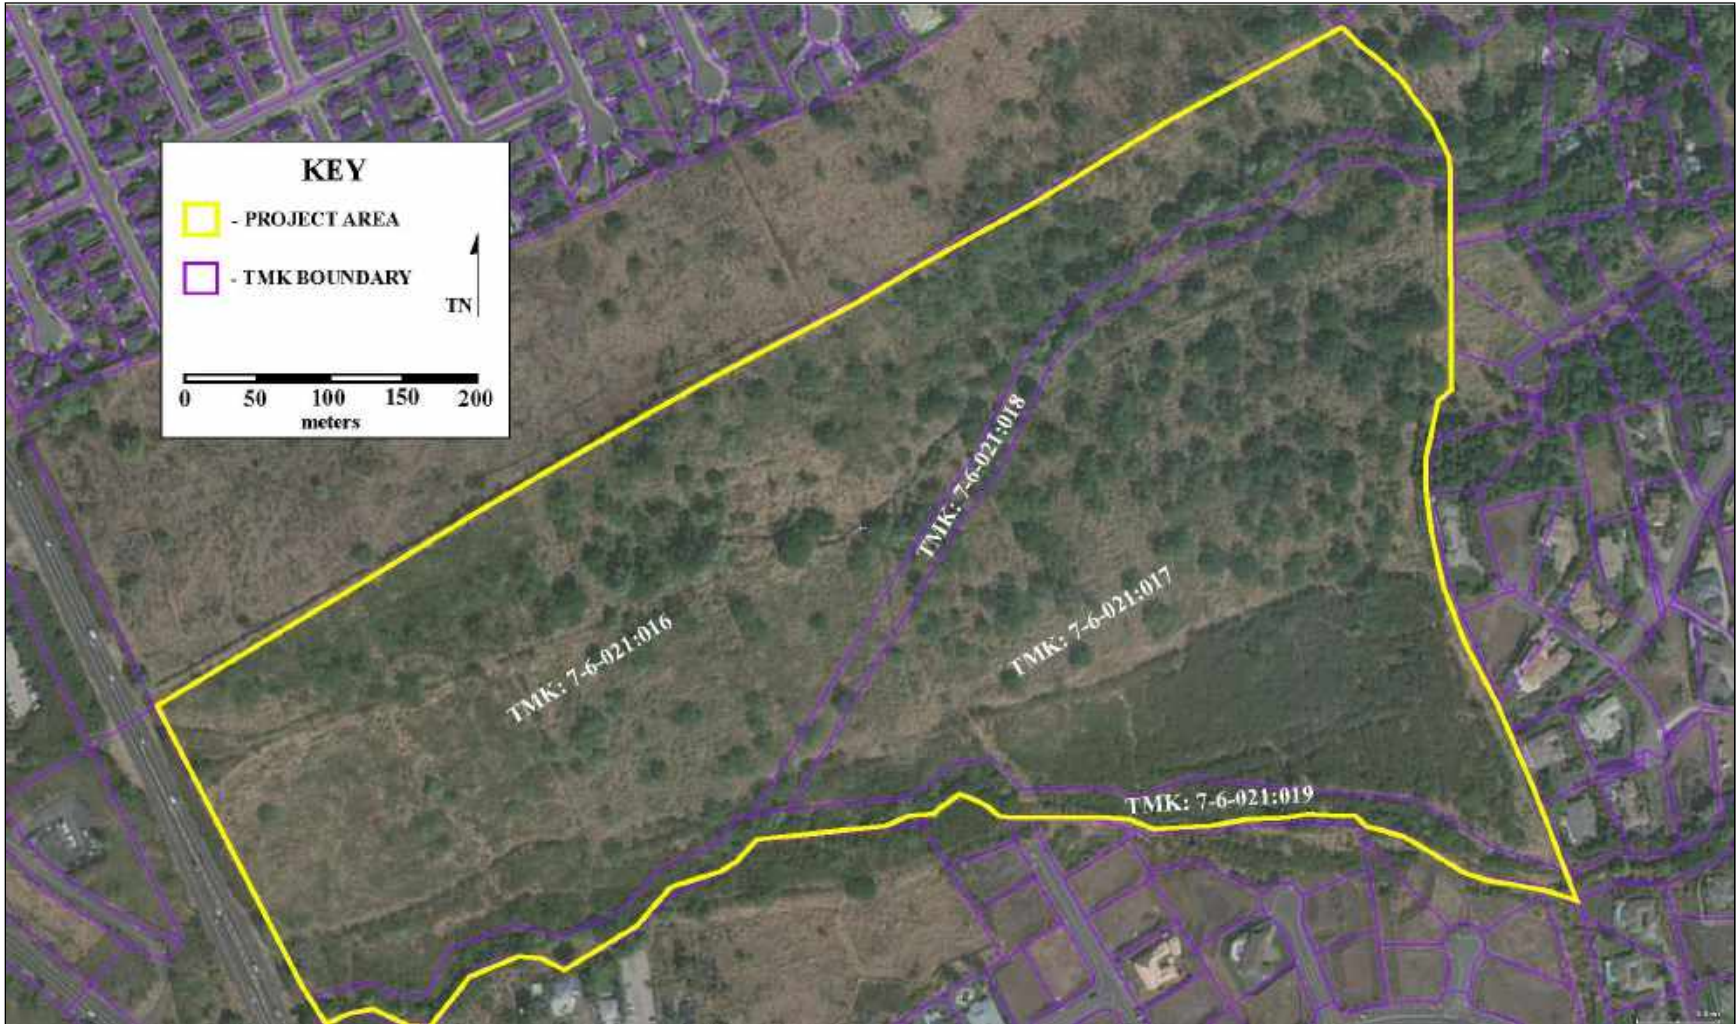 KEY
- PROJECT AREA
- TMK BOUNDARY
TN
0 50 100 150 200
meters
TMK: 7-6-021:018
TMK: 7-6-021:016
TMK: 7-6-021:017
TMK: 7-6-021:019